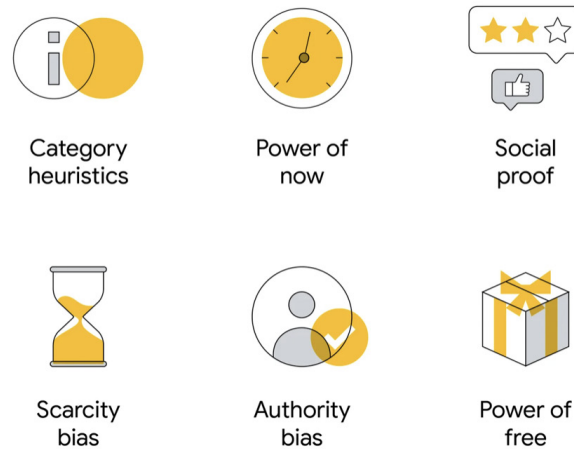 Category
heuristics
Power of
now
Social
proof
Scarcity
bias
Authority
bias
Power of
free